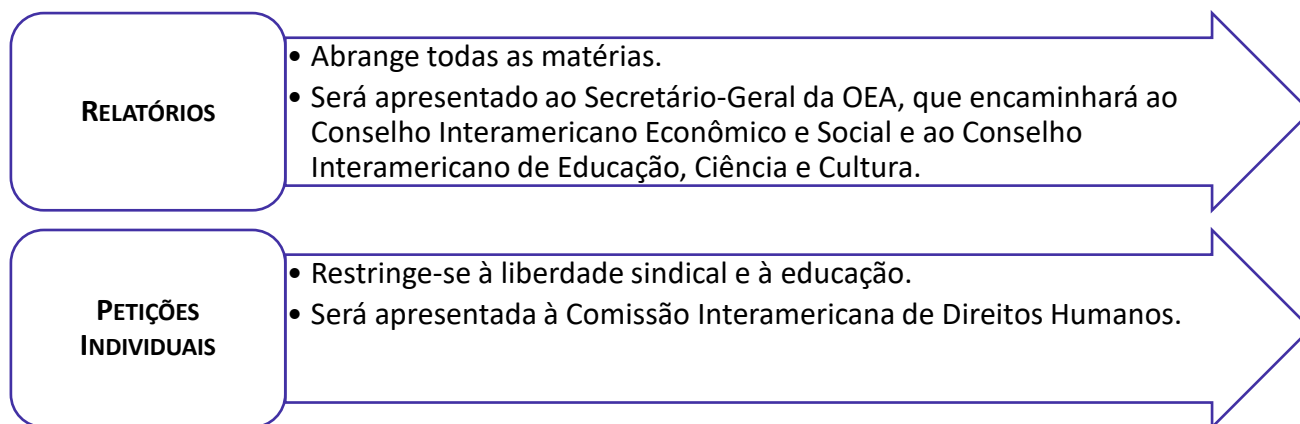 RELATÓRIOS
• Abrange todas as matérias.
• Será apresentado ao Secretário-Geral da OEA, que encaminhará ao
Conselho Interamericano Econômico e Social e ao Conselho
Interamericano de Educação, Ciência e Cultura.
PETIÇÕES
INDIVIDUAIS
• Restringe-se à liberdade sindical e à educação.
• Será apresentada à Comissão Interamericana de Direitos Humanos.